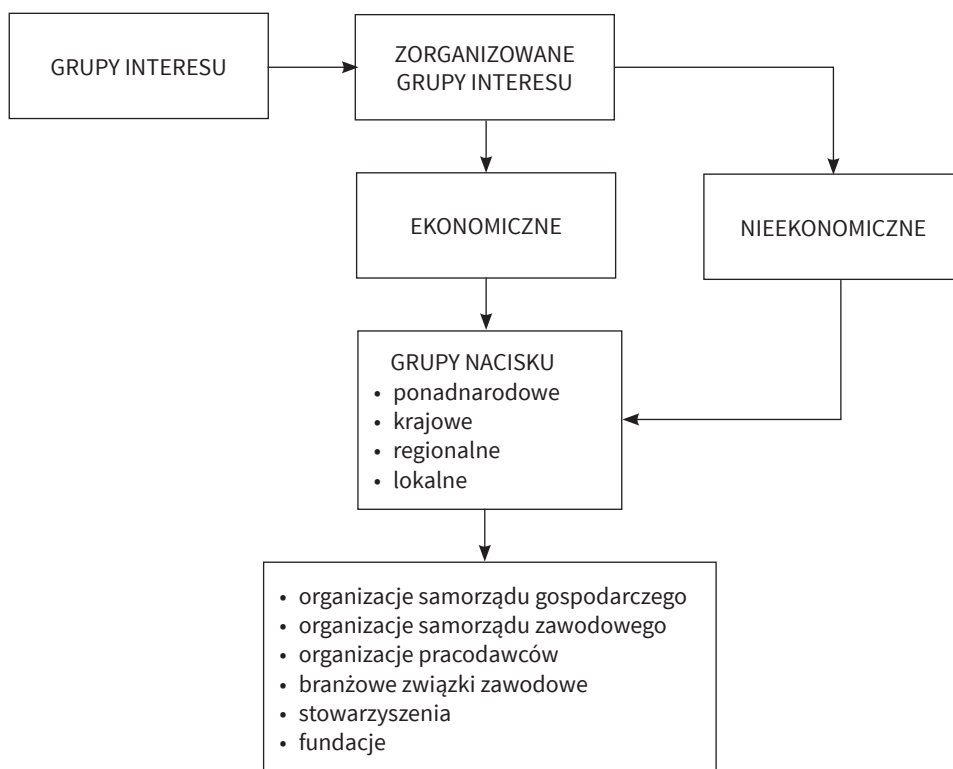 GRUPY INTERESU
ZORGANIZOWANE
GRUPY INTERESU
EKONOMICZNE
NIEEKONOMICZNE
GRUPY NACISKU
• ponadnarodowe
• krajowe
• regionalne
• lokalne
• organizacje samorządu gospodarczego
• organizacje samorządu zawodowego
• organizacje pracodawców
• branżowe związki zawodowe
• stowarzyszenia
• fundacje